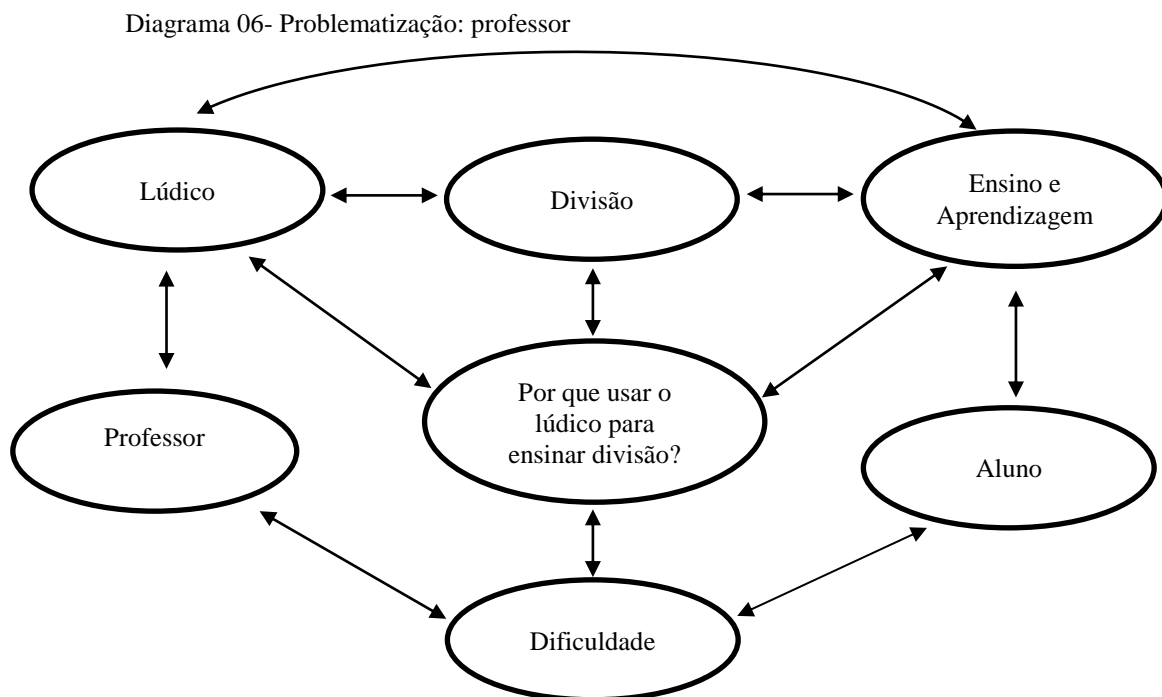 Diagrama 06- Problematização: professor
Lúdico
Divisão
Ensino e
Aprendizagem
Por que usar o
lúdico para
ensinar divisão?
Professor
Aluno
Dificuldade